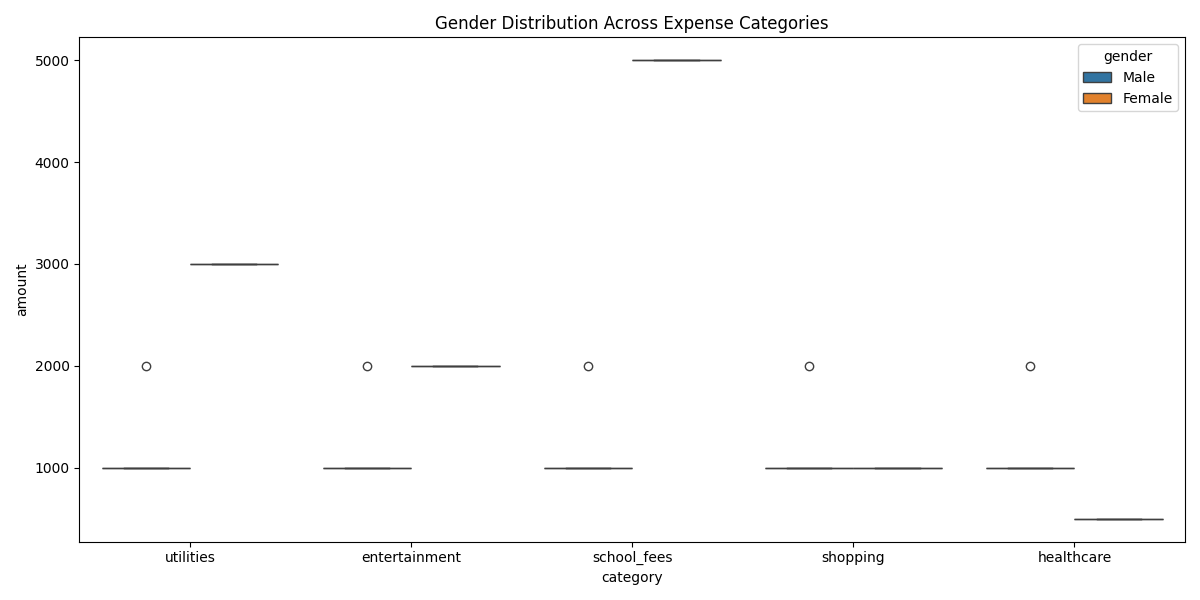 Gender Distribution Across Expense Categories
gender
Male
Female
5000
4000
3000
2000
1000
amount
utilities
entertainment
school_fees
shopping
healthcare
category